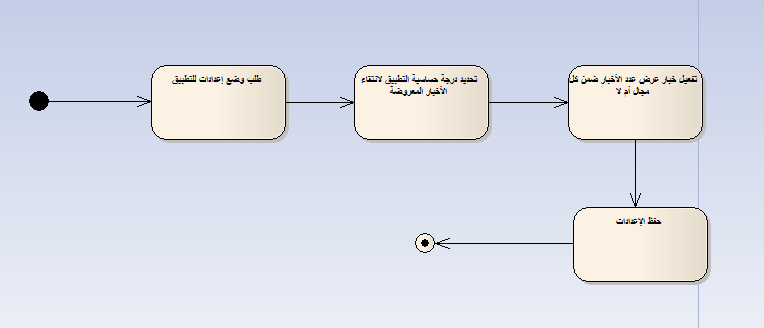 طلب وضع إعدادات للتطبيق
تحديد درجة حساسية التطبيق لانتقاء
الأخبار المعروضة
تفعيل خيار عرض عدد الأخبار ضمن كل
مجال أم لا
حفظ الإعدادات